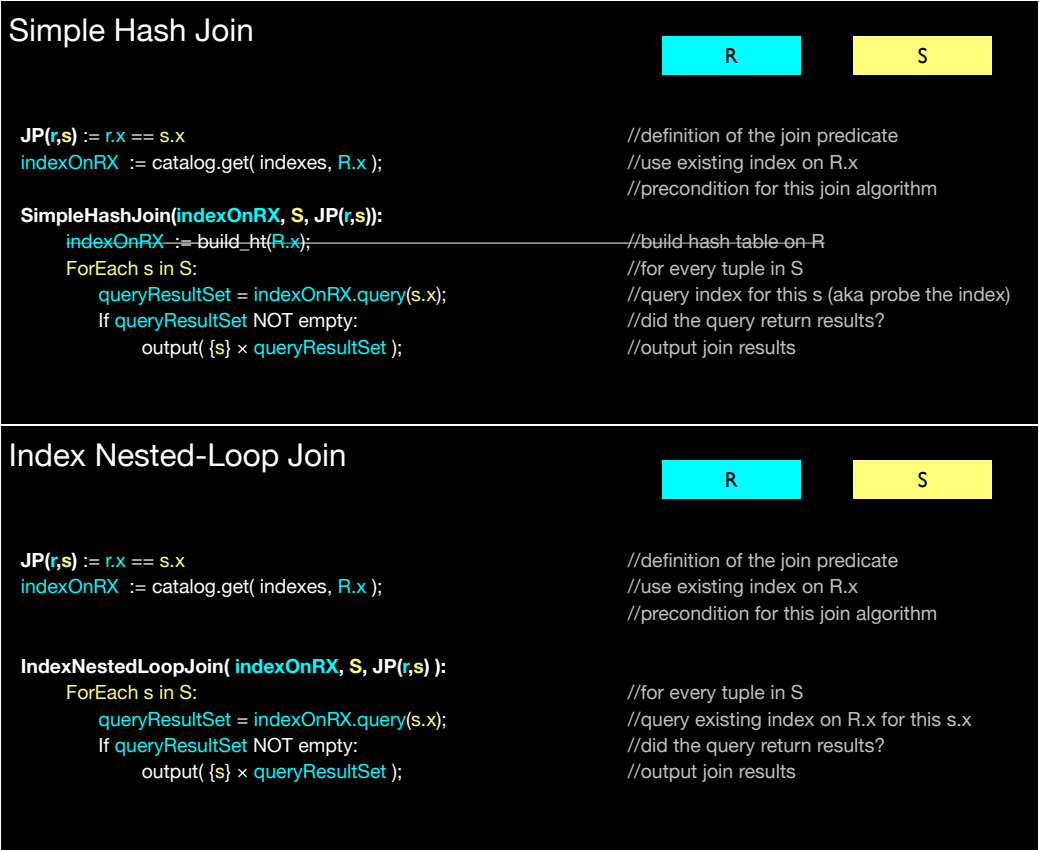 Simple Hash Join
R S
JP(r,s) := r.x == s.x //definition of the join predicate
indexOnRX := catalog.get( indexes, R.x ); //use existing index on R.x
//precondition for this join algorithm
SimpleHashJoin(indexOnRX, S, JP(r,s)):
indexOnRX := build_ht(R.x); //build hash table on R
ForEach s in S: //for every tuple in S
queryResultSet = indexOnRX.query(s.x); //query index for this s (aka probe the index)
If queryResultSet NOT empty: //did the query return results?
output( {s} × queryResultSet ); //output join results
Index Nested-Loop Join
R S
JP(r,s) := r.x == s.x //definition of the join predicate
indexOnRX := catalog.get( indexes, R.x ); //use existing index on R.x
//precondition for this join algorithm
IndexNestedLoopJoin( indexOnRX, S, JP(r,s) ):
ForEach s in S: //for every tuple in S
queryResultSet = indexOnRX.query(s.x); //query existing index on R.x for this s.x
If queryResultSet NOT empty: //did the query return results?
output( {s} × queryResultSet ); //output join results